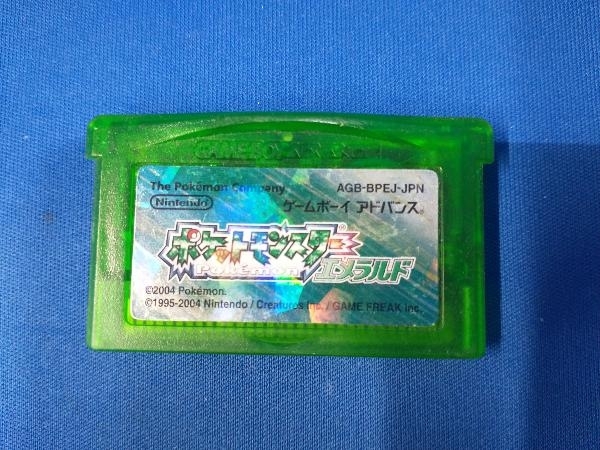 GAME BOY ADVANCE
The Pokémon Company
AGB-BPEJ-JPN
Nintendo
ゲームボーイ アドバンス®
ポケットモンスター
Pokémon
エメラルド
©2004 Pokémon.
©1995-2004 Nintendo / Creatures Inc. / GAME FREAK inc.